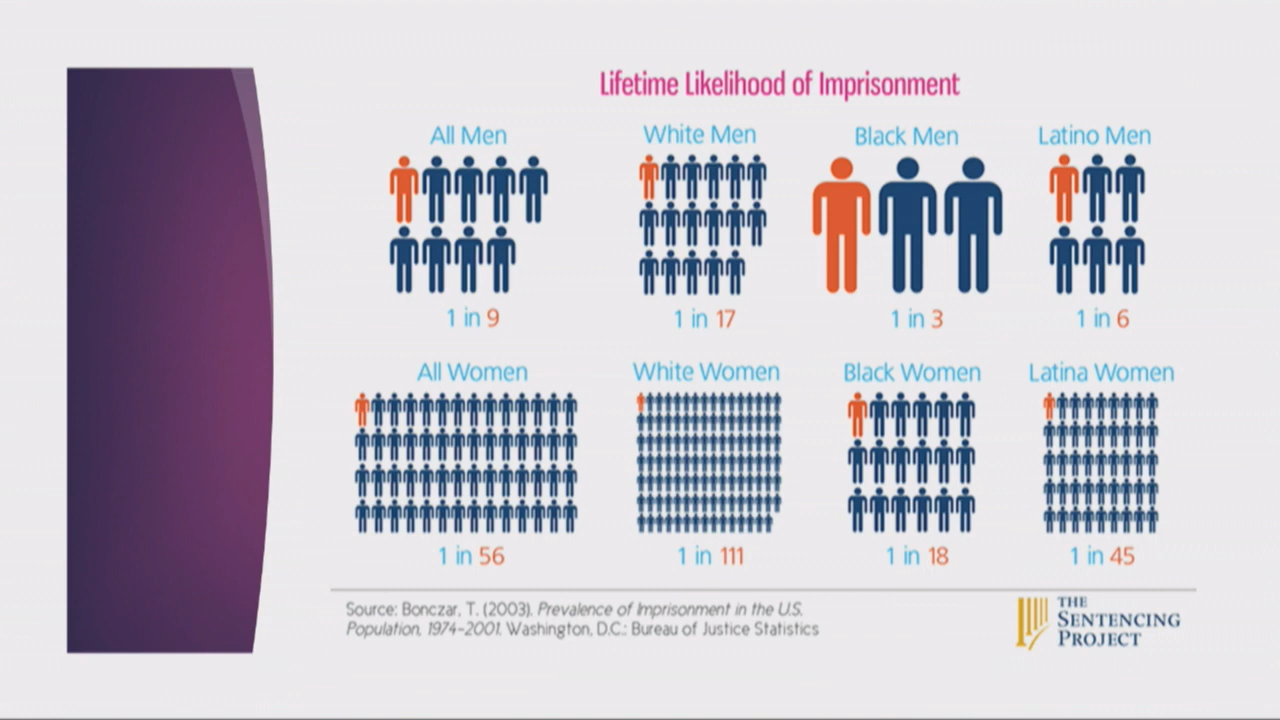 Lifetime Likelihood of Imprisonment
All Men
White Men
Black Men
Latino Men
1 in 9
1 in 17
1 in 3
1 in 6
All Women
White Women
Black Women
Latina Women
1 in 56
1 in 111
1 in 18
1 in 45
Source: Bonczar, T. (2003). Prevalence of Imprisonment in the U.S.
Population, 1974-2001. Washington, D.C.: Bureau of Justice Statistics
THE
SENTENCING
PROJECT